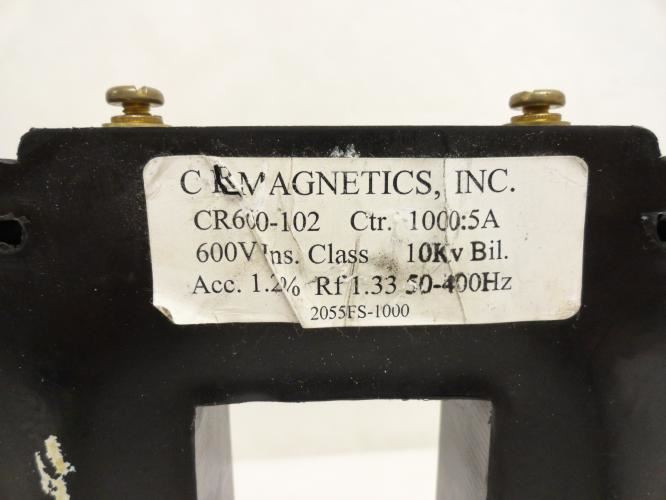 C R MAGNETICS, INC.
CR600-102 Ctr. 1000:5A
600V Ins. Class 10Kv Bil.
Acc. 1.2% Rf 1.33 50-400Hz
2055FS-1000